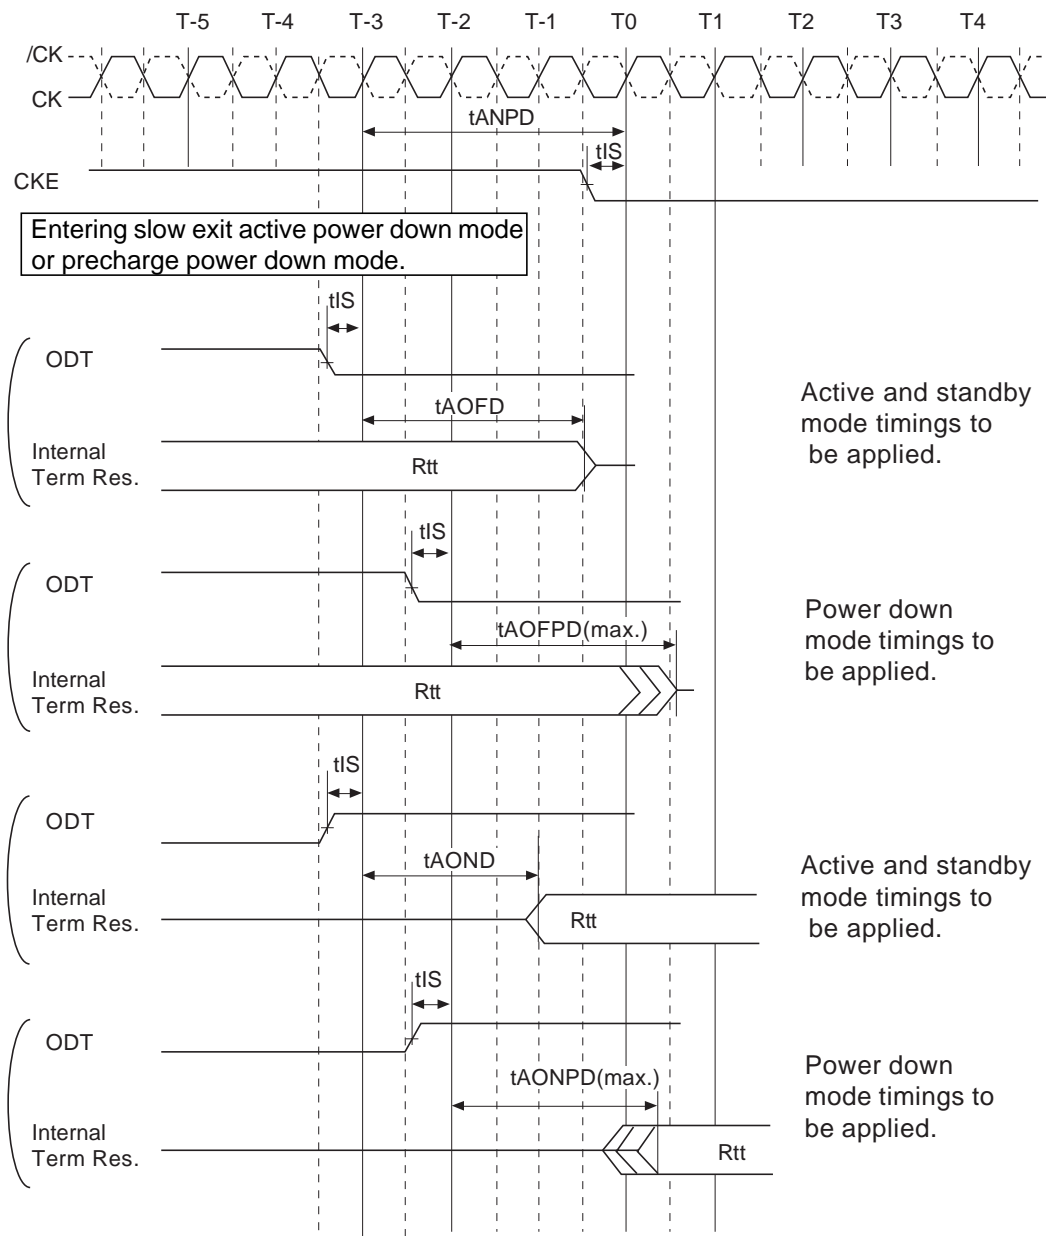 T-5 T-4 T-3 T-2 T-1 T0 T1 T2 T3 T4
/CK
CK
tANPD
tIS
CKE
Entering slow exit active power down mode
or precharge power down mode.
tIS
ODT
tAOFD
Internal
Term Res.
Rtt
Active and standby
mode timings to
be applied.
tIS
ODT
tAOFPD(max.)
Internal
Term Res.
Rtt
Power down
mode timings to
be applied.
tIS
ODT
tAOND
Internal
Term Res.
Rtt
Active and standby
mode timings to
be applied.
tIS
ODT
tAONPD(max.)
Internal
Term Res.
Rtt
Power down
mode timings to
be applied.